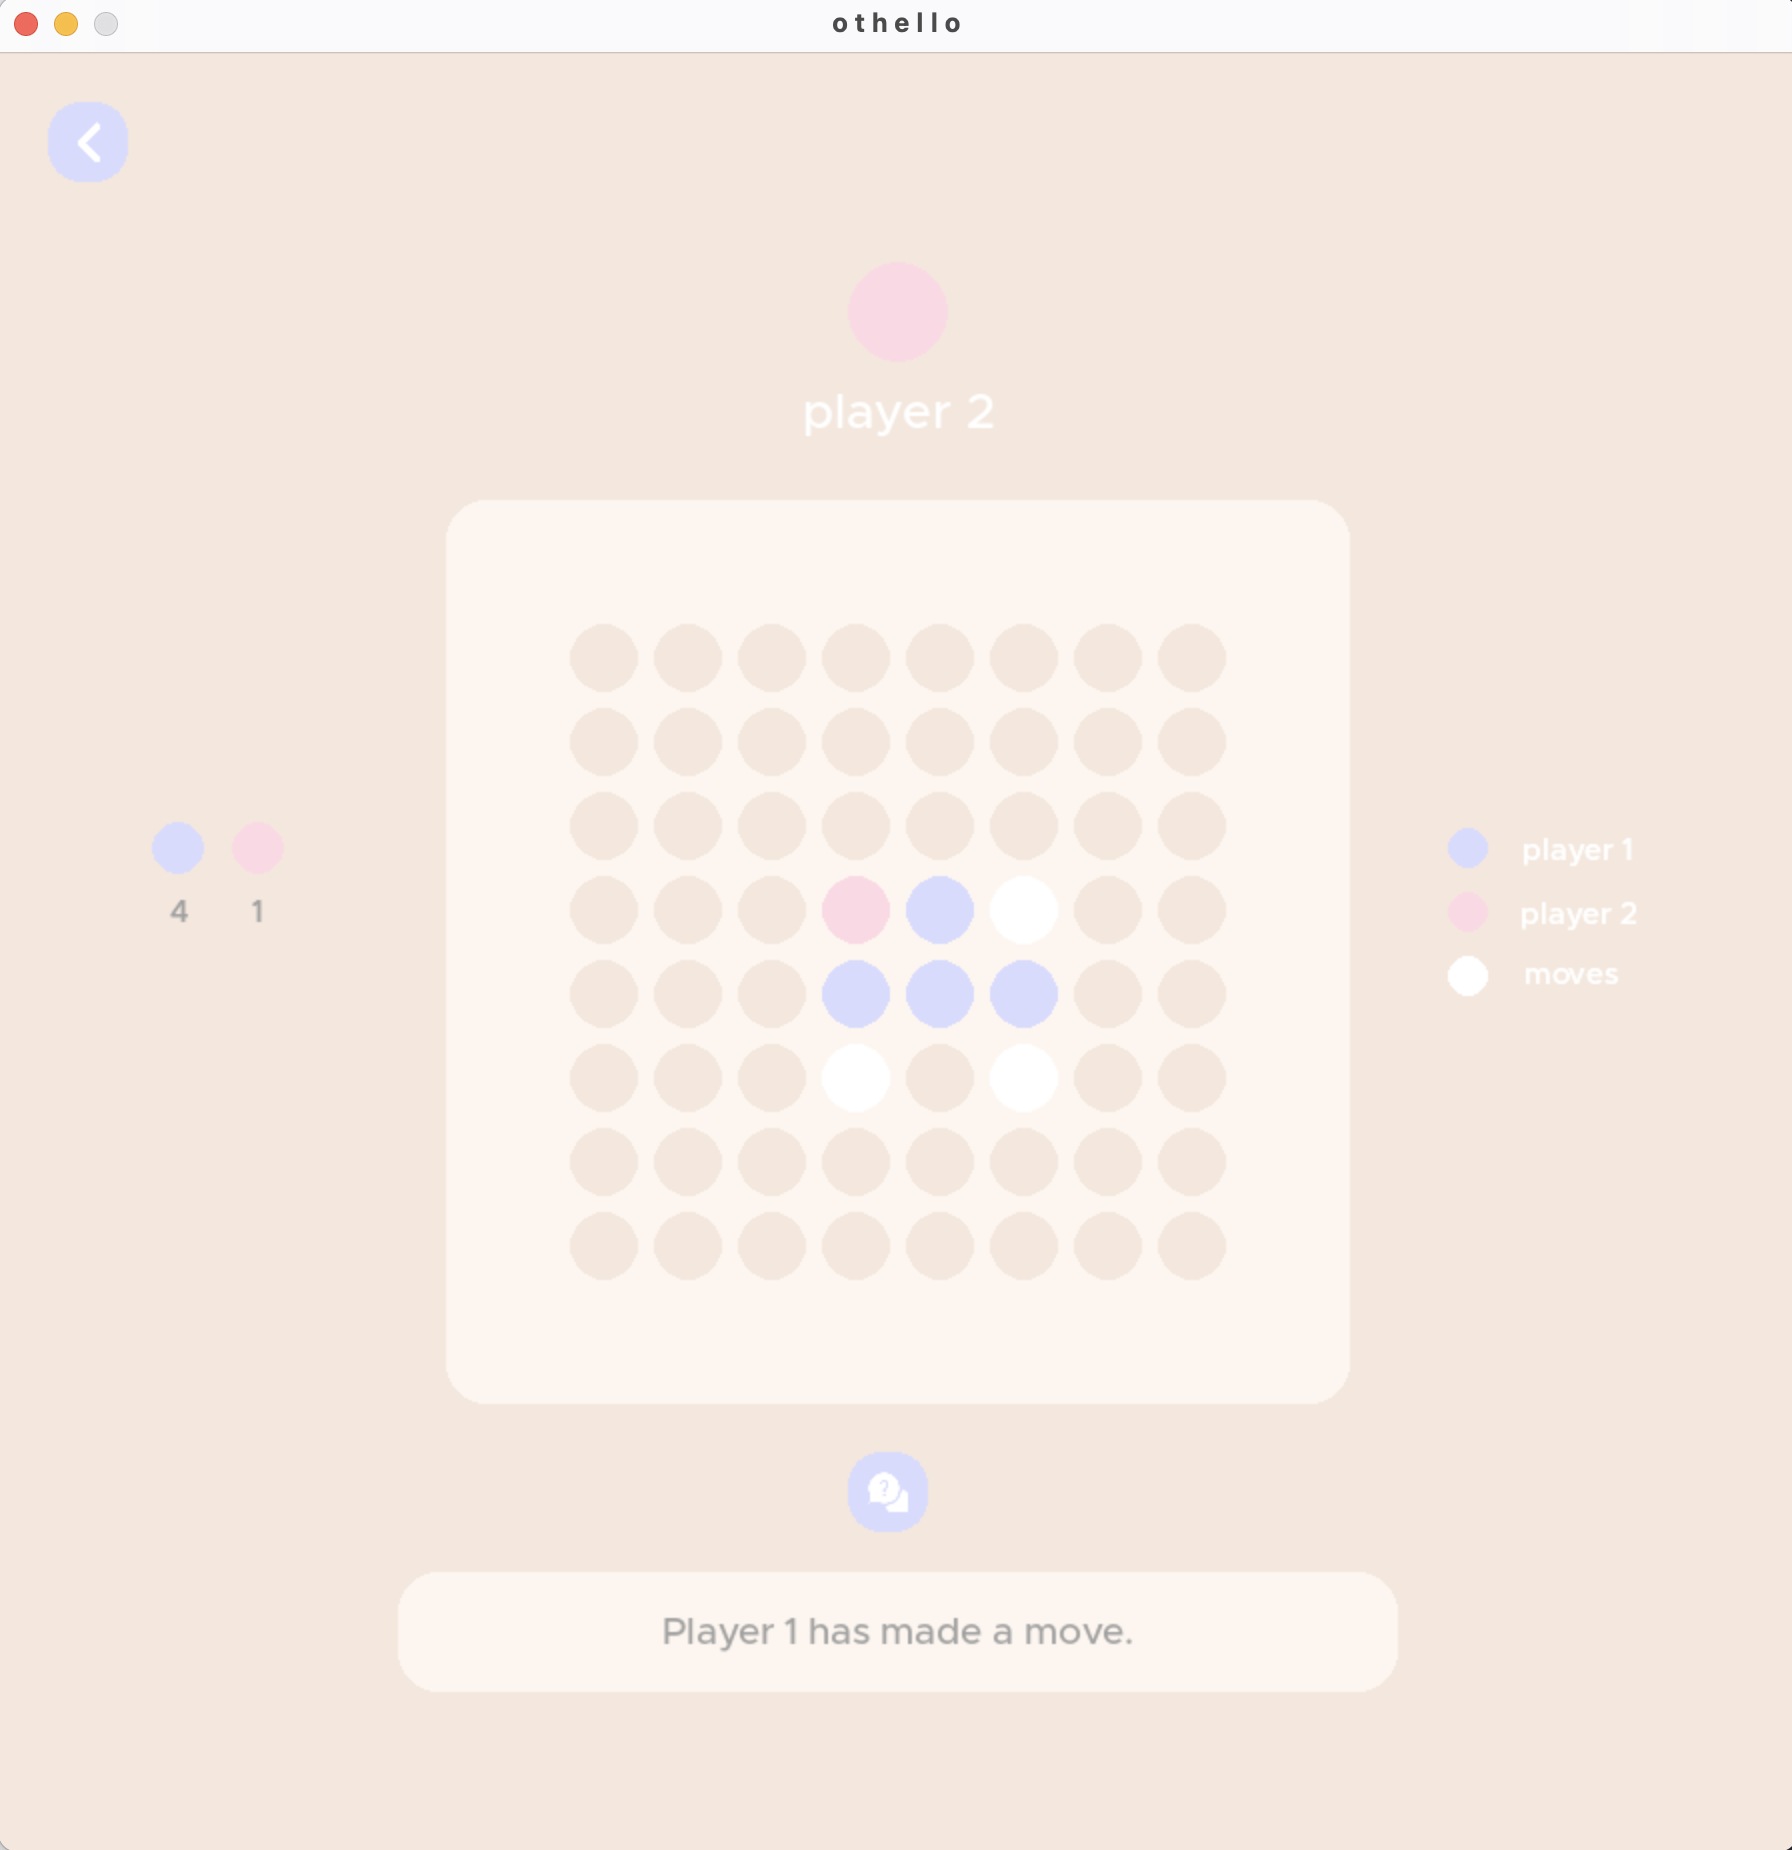 othello
player 2
4 1
player 1
player 2
moves
?
Player 1 has made a move.